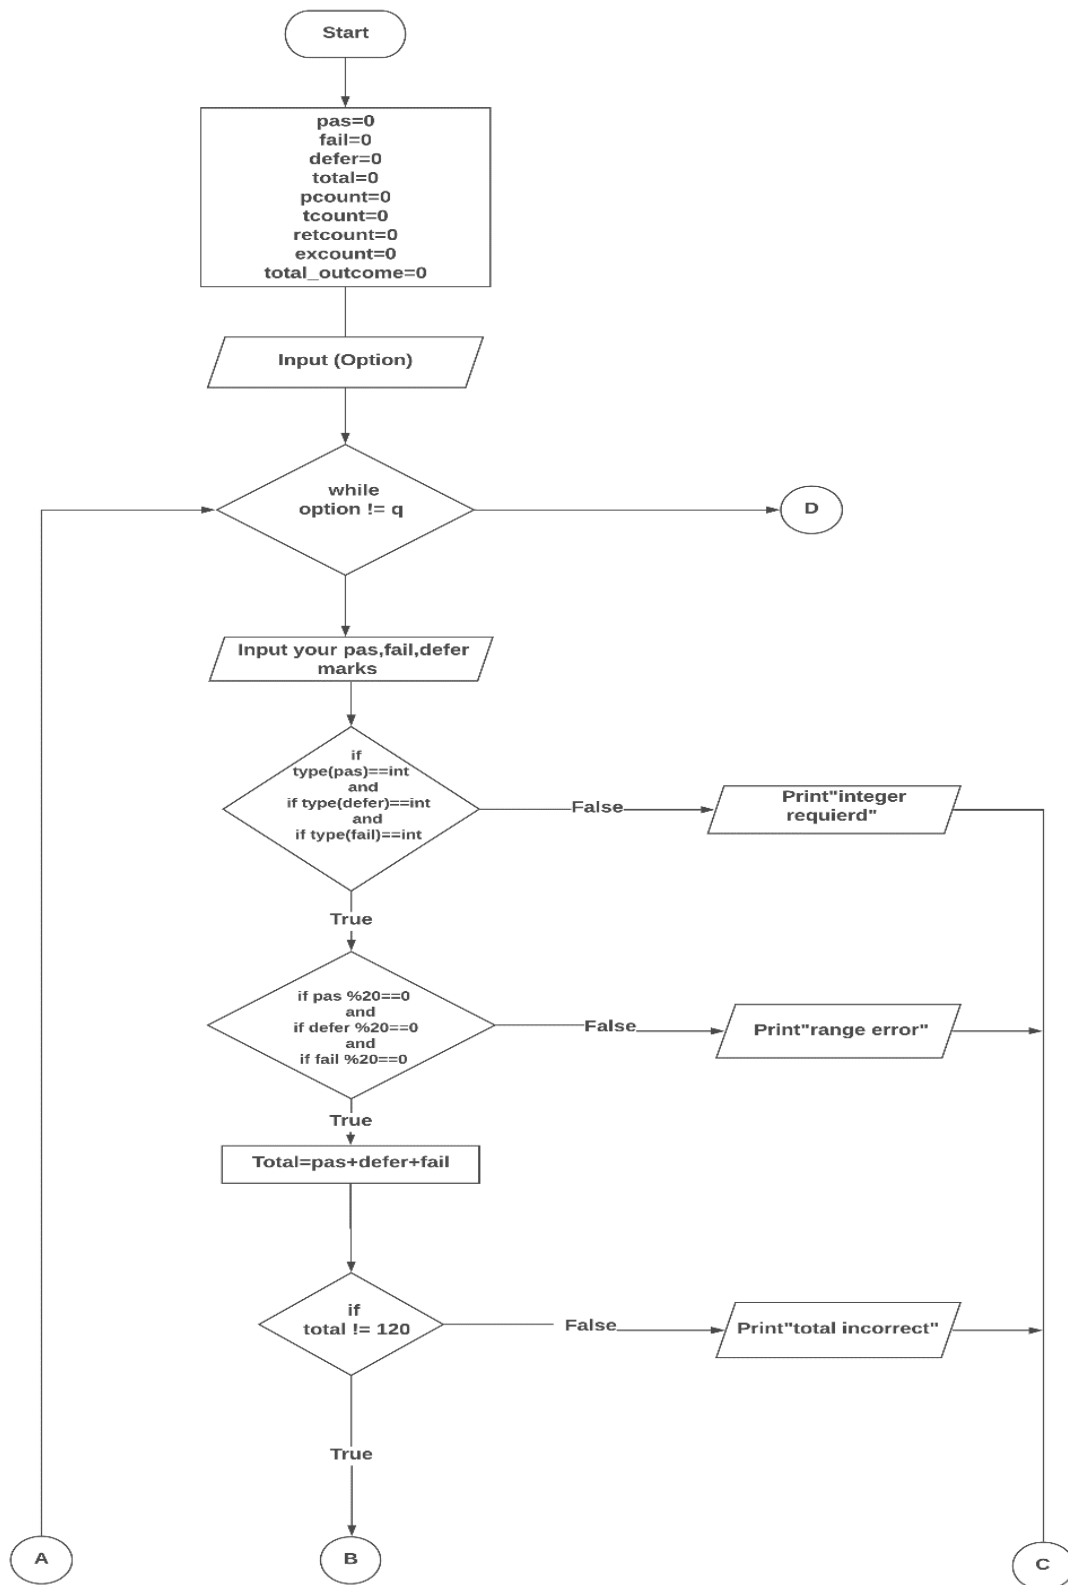 Start
pas=0
fail=0
defer=0
total=0
pcount=0
tcount=0
retcount=0
excount=0
total_outcome=0
Input (Option)
while
option != q
D
Input your pas,fail,defer
marks
if
type(pas)==int
and
if type(defer)==int
and
if type(fail)==int
False
Print"integer
requierd"
True
if pas %20==0
and
if defer %20==0
and
if fail %20==0
False
Print"range error"
True
Total=pas+defer+fail
if
total != 120
False
Print"total incorrect"
True
A
B
C